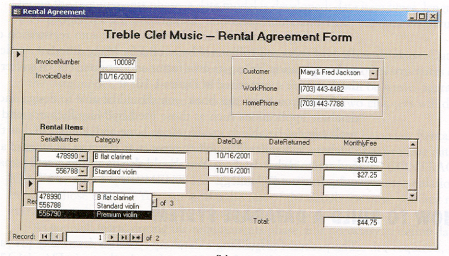 Rental Agreement
Treble Clef Music – Rental Agreement Form
InvoiceNumber 100087
InvoiceDate 10/16/2001
Customer Mary & Fred Jackson
WorkPhone (703) 443-4482
HomePhone (703) 443-7788
Rental Items
SerialNumber Category DateOut DateReturned MonthlyFee
478990 B flat clarinet 10/16/2001 $17.50
556788 Standard violin 10/16/2001 $27.25
478990 B flat clarinet
556788 Standard violin
556790 Premium violin
Re of 3
Total: $44.75
Record: 1 of 2